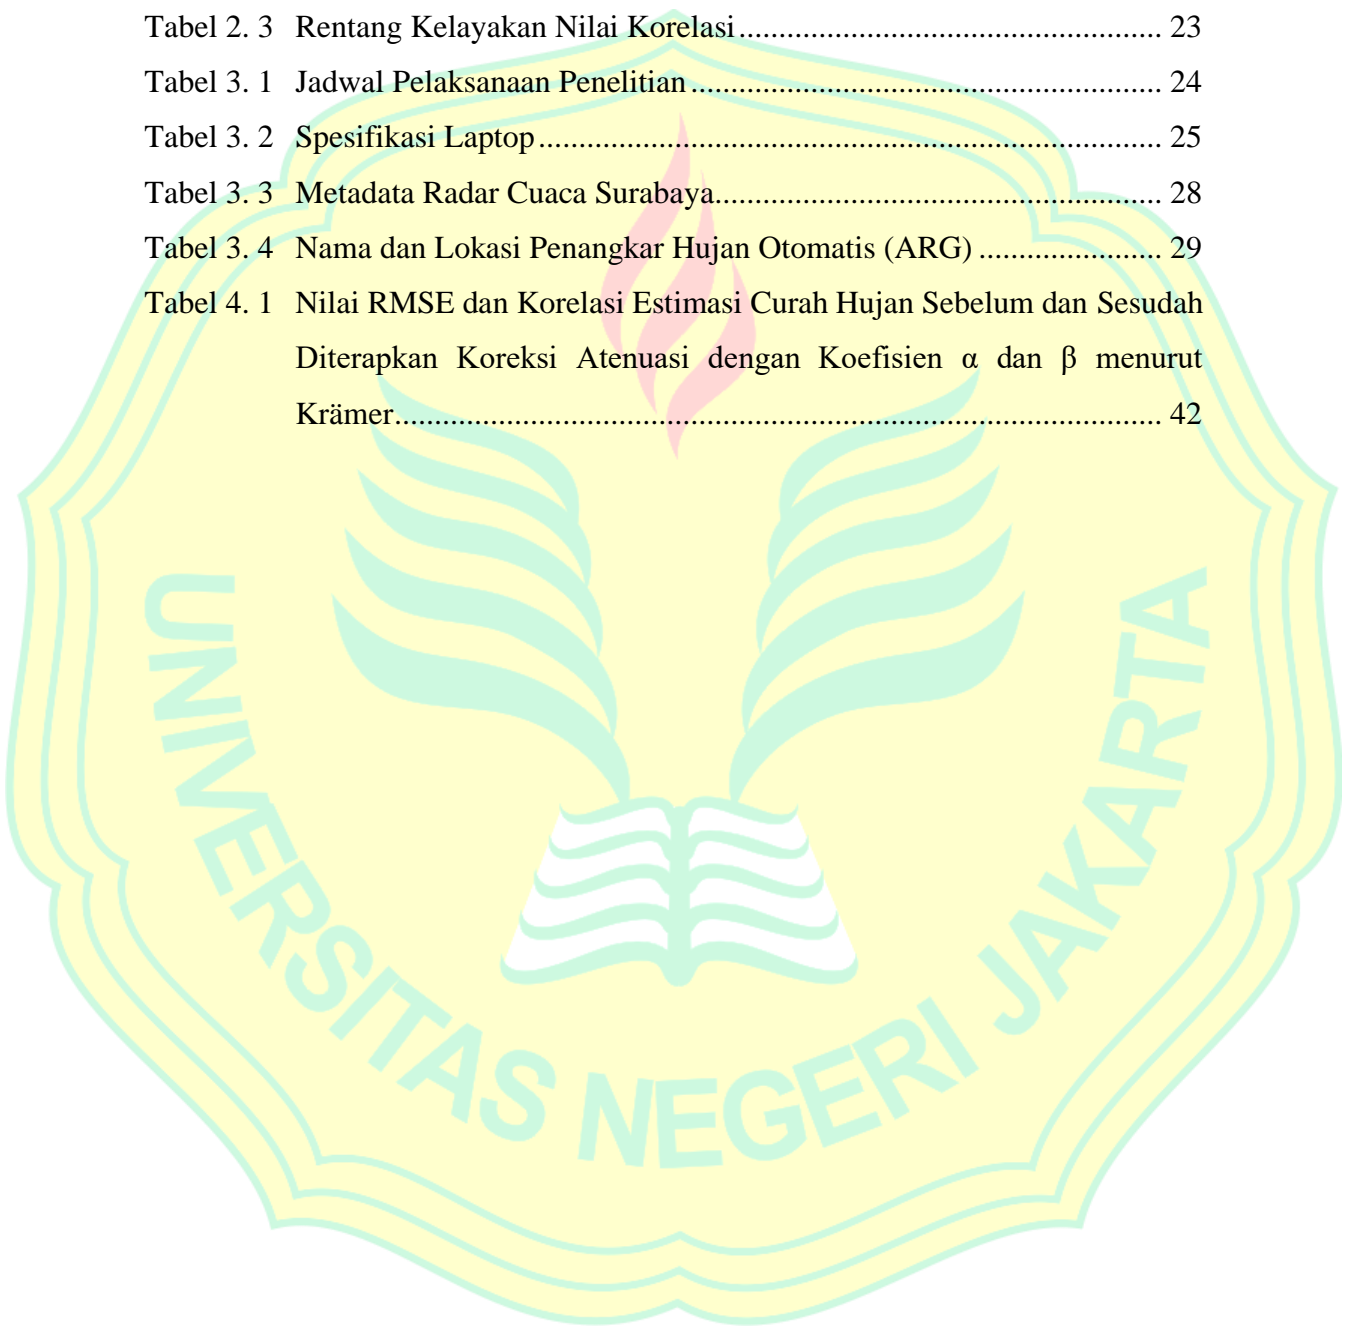 Tabel 2. 3 Rentang Kelayakan Nilai Korelasi.................................................... 23
Tabel 3. 1 Jadwal Pelaksanaan Penelitian.......................................................... 24
Tabel 3. 2 Spesifikasi Laptop............................................................................. 25
Tabel 3. 3 Metadata Radar Cuaca Surabaya....................................................... 28
Tabel 3. 4 Nama dan Lokasi Penangkar Hujan Otomatis (ARG)....................... 29
Tabel 4. 1 Nilai RMSE dan Korelasi Estimasi Curah Hujan Sebelum dan Sesudah
Diterapkan Koreksi Atenuasi dengan Koefisien α dan β menurut
Krämer............................................................................................... 42
UNIVERSITAS NEGERI JAKARTA